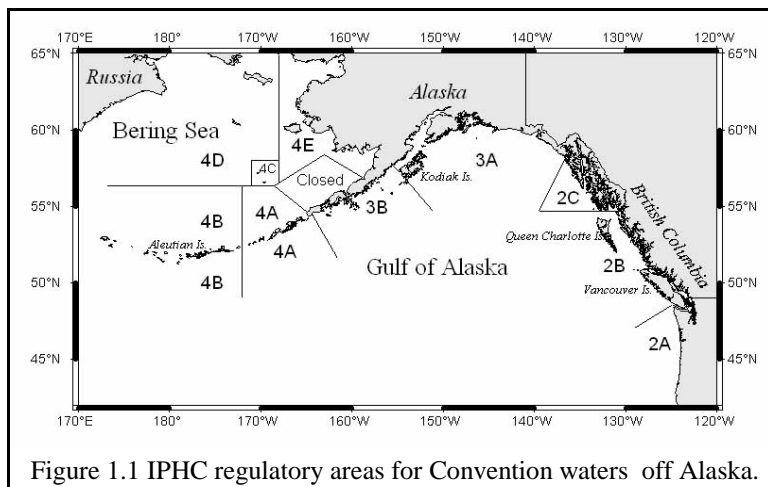 170°E 180° 170°W 160°W 150°W 140°W 130°W 120°W
65°N 65°N
Russia
Alaska
60°N 60°N
Bering Sea
4E
4D
4C
3A
Closed
Kodiak Is.
2C
British Columbia
55°N 55°N
4B
4A
3B
Aleutian Is.
4A
Queen Charlotte Is.
Gulf of Alaska
2B
4B
50°N 50°N
Vancouver Is.
2A
45°N 45°N
170°E 180° 170°W 160°W 150°W 140°W 130°W 120°W
Figure 1.1 IPHC regulatory areas for Convention waters off Alaska.